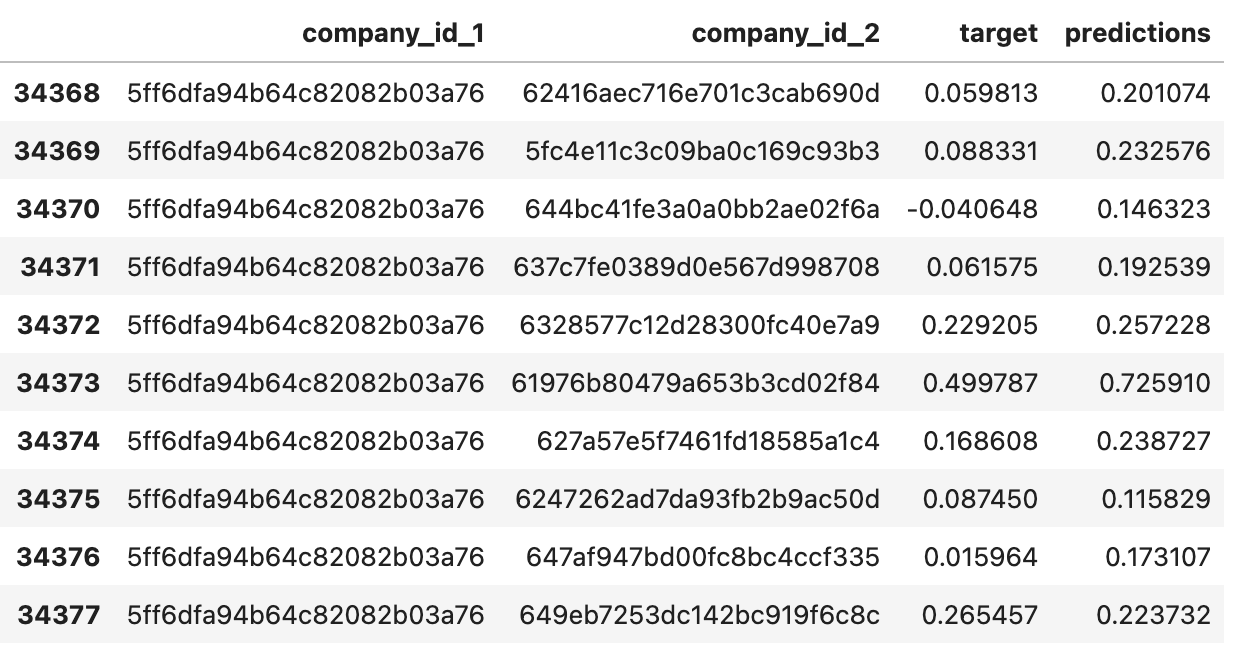 company_id_1 company_id_2 target predictions
34368 5ff6dfa94b64c82082b03a76 62416aec716e701c3cab690d 0.059813 0.201074
34369 5ff6dfa94b64c82082b03a76 5fc4e11c3c09ba0c169c93b3 0.088331 0.232576
34370 5ff6dfa94b64c82082b03a76 644bc41fe3a0a0bb2ae02f6a -0.040648 0.146323
34371 5ff6dfa94b64c82082b03a76 637c7fe0389d0e567d998708 0.061575 0.192539
34372 5ff6dfa94b64c82082b03a76 6328577c12d28300fc40e7a9 0.229205 0.257228
34373 5ff6dfa94b64c82082b03a76 61976b80479a653b3cd02f84 0.499787 0.725910
34374 5ff6dfa94b64c82082b03a76 627a57e5f7461fd18585a1c4 0.168608 0.238727
34375 5ff6dfa94b64c82082b03a76 6247262ad7da93fb2b9ac50d 0.087450 0.115829
34376 5ff6dfa94b64c82082b03a76 647af947bd00fc8bc4ccf335 0.015964 0.173107
34377 5ff6dfa94b64c82082b03a76 649eb7253dc142bc919f6c8c 0.265457 0.223732